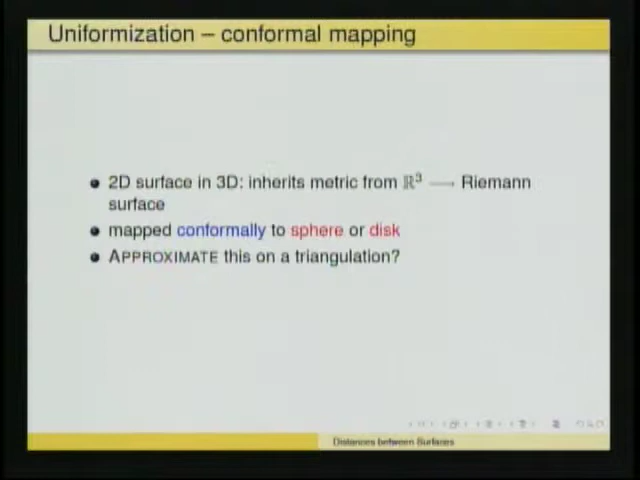 Uniformization – conformal mapping
2D surface in 3D: inherits metric from ℝ³ ⟶ Riemann
surface
mapped conformally to sphere or disk
APPROXIMATE this on a triangulation?
Distances between Surfaces